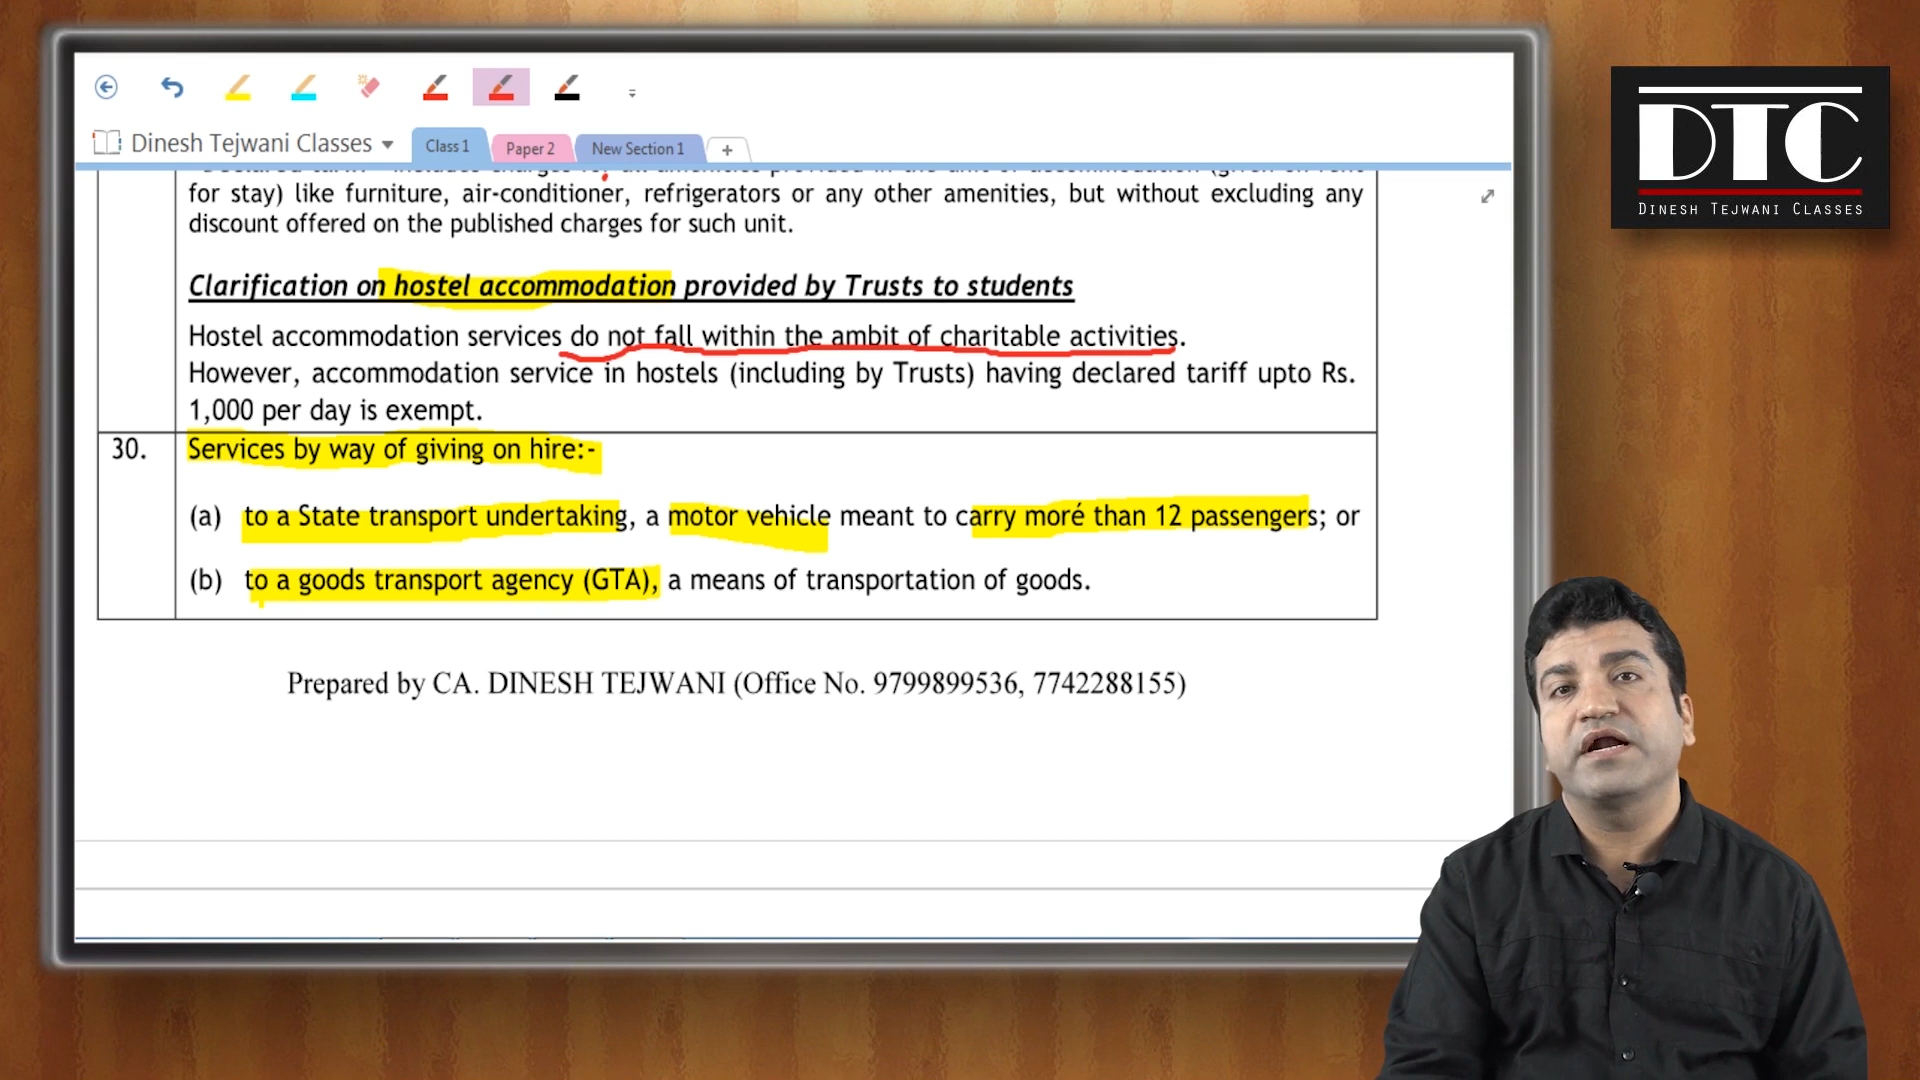 Dinesh Tejwani Classes
Class 1
Paper 2
New Section 1
+
for stay) like furniture, air-conditioner, refrigerators or any other amenities, but without excluding any
discount offered on the published charges for such unit.
Clarification on hostel accommodation provided by Trusts to students
Hostel accommodation services do not fall within the ambit of charitable activities.
However, accommodation service in hostels (including by Trusts) having declared tariff upto Rs.
1,000 per day is exempt.
30. Services by way of giving on hire:-
(a) to a State transport undertaking, a motor vehicle meant to carry more than 12 passengers; or
(b) to a goods transport agency (GTA), a means of transportation of goods.
Prepared by CA. DINESH TEJWANI (Office No. 9799899536, 7742288155)
DTC
DINESH TEJWANI CLASSES